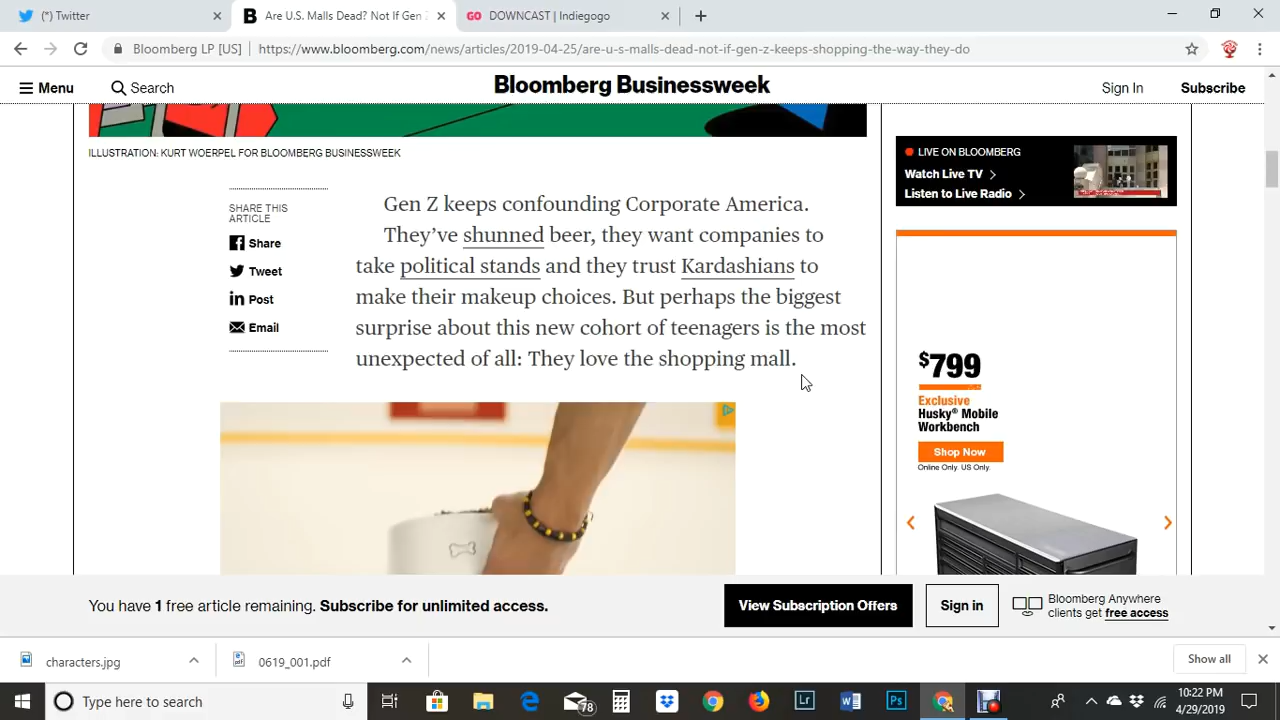 (*) Twitter
Are U.S. Malls Dead? Not If Gen Z
DOWNCAST | Indiegogo
Bloomberg LP [US]
https://www.bloomberg.com/news/articles/2019-04-25/are-u-s-malls-dead-not-if-gen-z-keeps-shopping-the-way-they-do
Menu
Search
Bloomberg Businessweek
Sign In
Subscribe
ILLUSTRATION: KURT WOERPEL FOR BLOOMBERG BUSINESSWEEK
SHARE THIS
ARTICLE
Share
Tweet
Post
Email
Gen Z keeps confounding Corporate America.
They’ve shunned beer, they want companies to
take political stands and they trust Kardashians to
make their makeup choices. But perhaps the biggest
surprise about this new cohort of teenagers is the most
unexpected of all: They love the shopping mall.
LIVE ON BLOOMBERG
Watch Live TV
Listen to Live Radio
$799
Exclusive
Husky® Mobile
Workbench
Shop Now
Online Only. US Only.
You have 1 free article remaining. Subscribe for unlimited access.
View Subscription Offers
Sign in
Bloomberg Anywhere
clients get free access
characters.jpg
0619_001.pdf
Show all
Type here to search
78
Lr
Ps
10:22 PM
4/29/2019